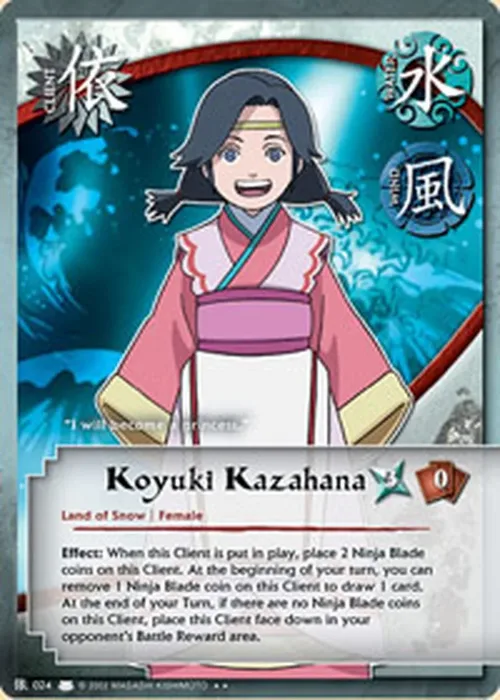 CLIENT 依
WATER 水
WIND 風
"I will become a princess."
Koyuki Kazahana
0
Land of Snow | Female
Effect: When this Client is put in play, place 2 Ninja Blade
coins on this Client. At the beginning of your turn, you can
remove 1 Ninja Blade coin on this Client to draw 1 card.
At the end of your Turn, if there are no Ninja Blade coins
on this Client, place this Client face down in your
opponent's Battle Reward area.
024 © 2002 MASASHI KISHIMOTO